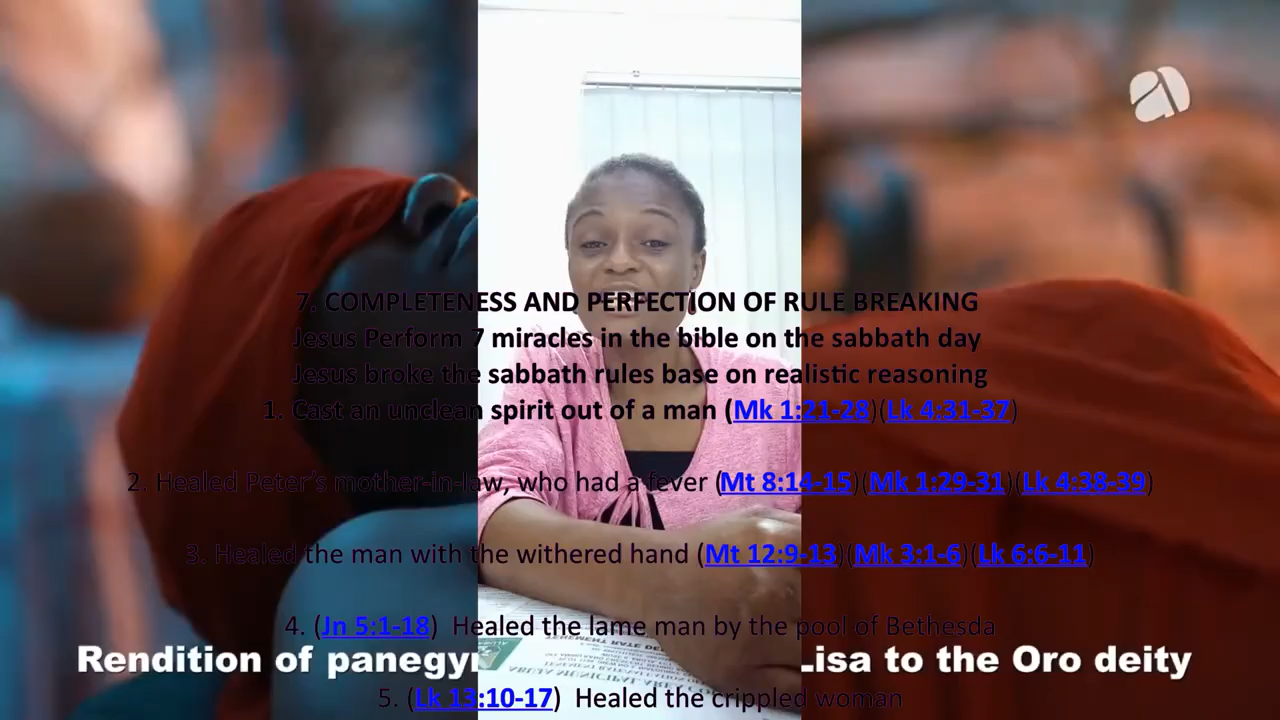 7. COMPLETENESS AND PERFECTION OF RULE BREAKING
Jesus Perform 7 miracles in the bible on the sabbath day
Jesus broke the sabbath rules base on realistic reasoning
1. Cast an unclean spirit out of a man (Mk 1:21-28)(Lk 4:31-37)
2. Healed Peter's mother-in-law, who had a fever (Mt 8:14-15)(Mk 1:29-31)(Lk 4:38-39)
3. Healed the man with the withered hand (Mt 12:9-13)(Mk 3:1-6)(Lk 6:6-11)
4. (Jn 5:1-18) Healed the lame man by the pool of Bethesda
Rendition of panegyr Lisa to the Oro deity
TENEMENT RATE DE
ABUJA MUNICIPAL
5. (Lk 13:10-17) Healed the crippled woman